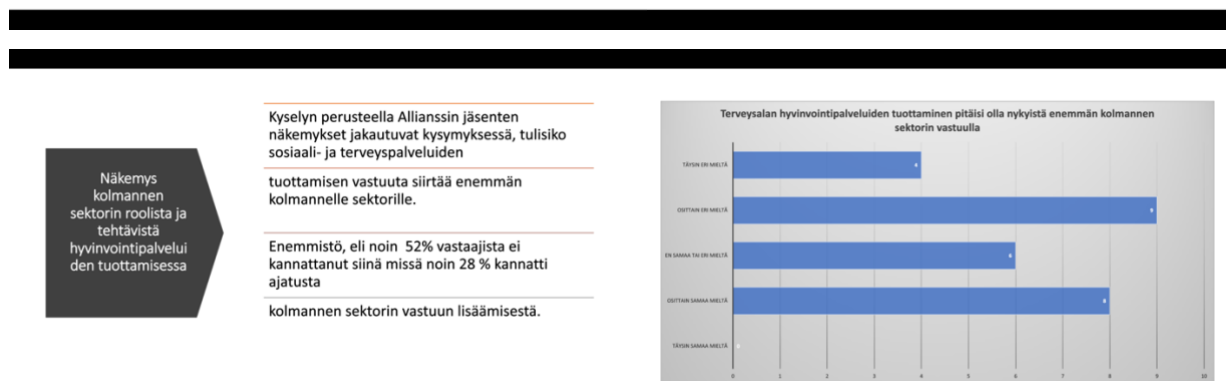 Näkemys
kolmannen
sektorin roolista ja
tehtävistä
hyvinvointipalvelui
den tuottamisessa
Kyselyn perusteella Allianssin jäsenten
näkemykset jakautuvat kysymyksessä, tulisiko
sosiaali- ja terveyspalveluiden
tuottamisen vastuuta siirtää enemmän
kolmannelle sektorille.
Enemmistö, eli noin 52% vastaajista ei
kannattanut siinä missä noin 28 % kannatti
ajatusta
kolmannen sektorin vastuun lisäämisestä.
Terveysalan hyvinvointipalveluiden tuottaminen pitäisi olla nykyistä enemmän kolmannen
sektorin vastuulla
TÄYSIN ERI MIELTÄ
OSITTAIN ERI MIELTÄ
EN SAMAA TAI ERI MIELTÄ
OSITTAIN SAMAA MIELTÄ
TÄYSIN SAMAA MIELTÄ
0 1 2 3 4 5 6 7 8 9 10